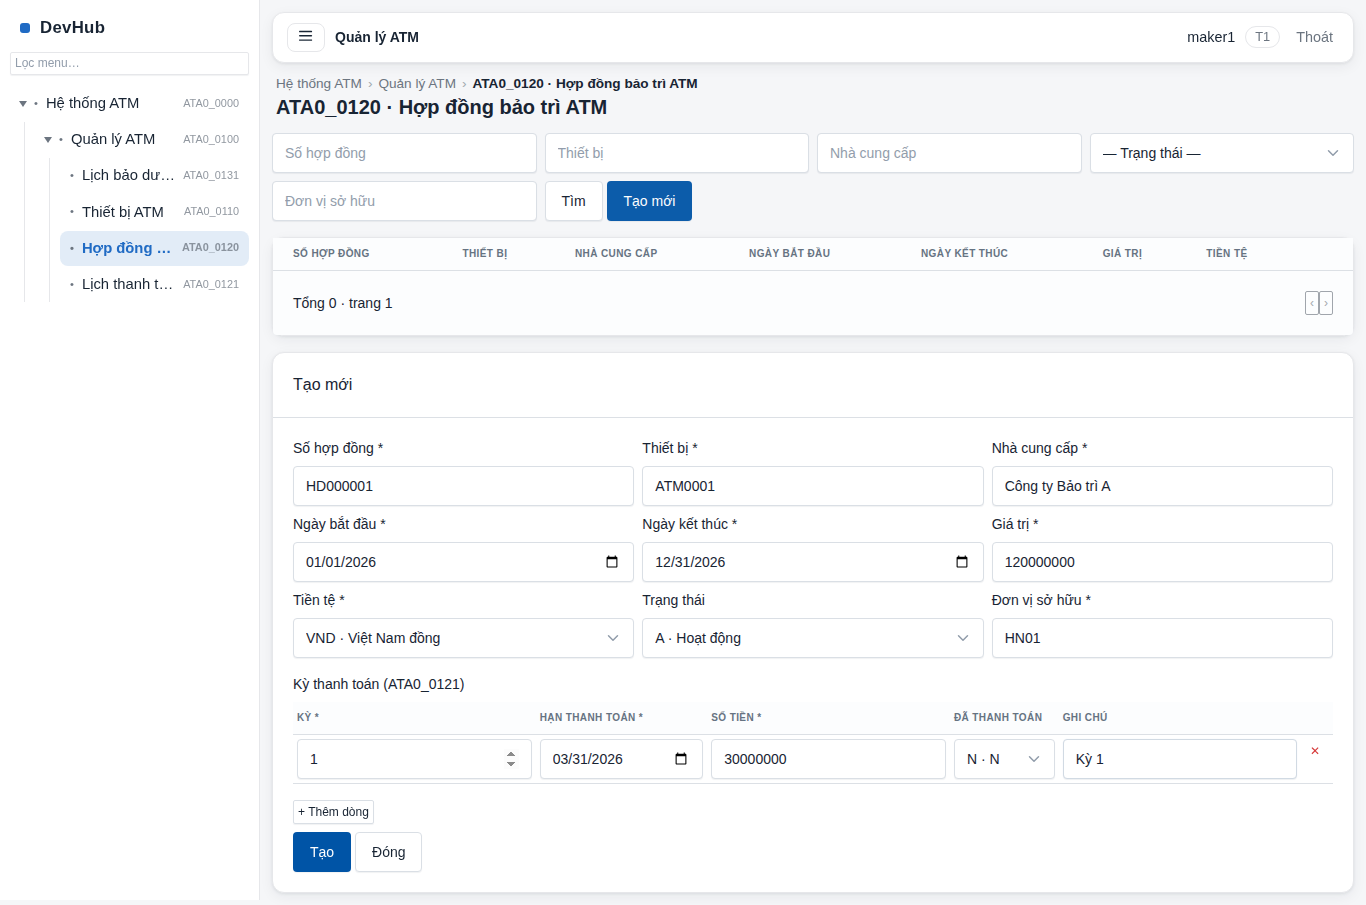 DevHub
Lọc menu…
Hệ thống ATM ATA0_0000
Quản lý ATM ATA0_0100
Lịch bảo dư… ATA0_0131
Thiết bị ATM ATA0_0110
Hợp đồng … ATA0_0120
Lịch thanh t… ATA0_0121
Quản lý ATM
maker1 T1 Thoát
Hệ thống ATM › Quản lý ATM › ATA0_0120 · Hợp đồng bảo trì ATM
ATA0_0120 · Hợp đồng bảo trì ATM
Số hợp đồng Thiết bị Nhà cung cấp — Trạng thái —
Đơn vị sở hữu Tìm Tạo mới
SỐ HỢP ĐỒNG THIẾT BỊ NHÀ CUNG CẤP NGÀY BẮT ĐẦU NGÀY KẾT THÚC GIÁ TRỊ TIỀN TỆ
Tổng 0 · trang 1 ‹ ›
Tạo mới
Số hợp đồng * Thiết bị * Nhà cung cấp *
HD000001 ATM0001 Công ty Bảo trì A
Ngày bắt đầu * Ngày kết thúc * Giá trị *
01/01/2026 12/31/2026 120000000
Tiền tệ * Trạng thái Đơn vị sở hữu *
VND · Việt Nam đồng A · Hoạt động HN01
Kỳ thanh toán (ATA0_0121)
KỲ * HẠN THANH TOÁN * SỐ TIỀN * ĐÃ THANH TOÁN GHI CHÚ
1 03/31/2026 30000000 N · N Kỳ 1 ×
+ Thêm dòng
Tạo Đóng